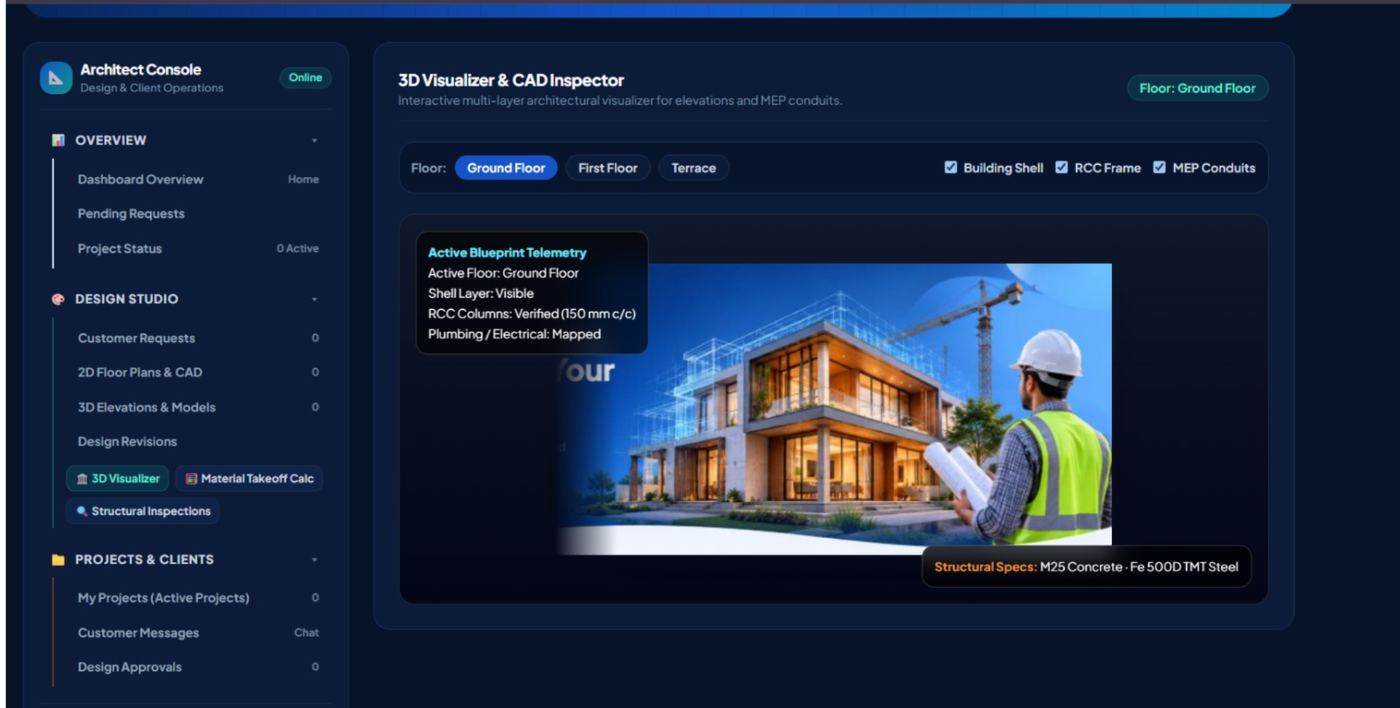 Architect Console
Design & Client Operations
Online
OVERVIEW
Dashboard Overview Home
Pending Requests
Project Status 0 Active
DESIGN STUDIO
Customer Requests 0
2D Floor Plans & CAD 0
3D Elevations & Models 0
Design Revisions
3D Visualizer Material Takeoff Calc
Structural Inspections
PROJECTS & CLIENTS
My Projects (Active Projects) 0
Customer Messages Chat
Design Approvals 0
3D Visualizer & CAD Inspector
Interactive multi-layer architectural visualizer for elevations and MEP conduits.
Floor: Ground Floor
Floor: Ground Floor First Floor Terrace Building Shell RCC Frame MEP Conduits
Active Blueprint Telemetry
Active Floor: Ground Floor
Shell Layer: Visible
RCC Columns: Verified (150 mm c/c)
Plumbing / Electrical: Mapped
Your
Structural Specs: M25 Concrete · Fe 500D TMT Steel